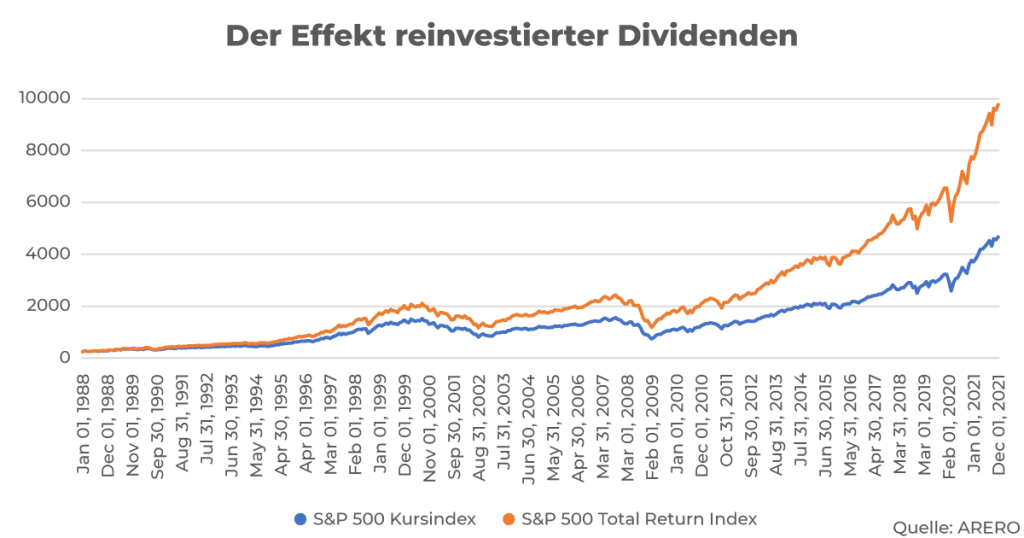 Der Effekt reinvestierter Dividenden
10000
8000
6000
4000
2000
0
Jan 01, 1988
Dec 01, 1988
Nov 01, 1989
Sep 30, 1990
Aug 31, 1991
Jul 31, 1992
Jun 30, 1993
May 31, 1994
Apr 30, 1995
Apr 01, 1996
Mar 01, 1997
Feb 01, 1998
Jan 01, 1999
Dec 01, 1999
Nov 01, 2000
Sep 30, 2001
Aug 31, 2002
Jul 31, 2003
Jun 30, 2004
May 31, 2005
Apr 30, 2006
Apr 01, 2007
Mar 01, 2008
Feb 01, 2009
Jan 01, 2010
Dec 01, 2010
Oct 31, 2011
Sep 30, 2012
Aug 31, 2013
Jul 31, 2014
Jun 30, 2015
May 31, 2016
Apr 30, 2017
Mar 31, 2018
Mar 01, 2019
Feb 01, 2020
Jan 01, 2021
Dec 01, 2021
S&P 500 Kursindex
S&P 500 Total Return Index
Quelle: ARERO